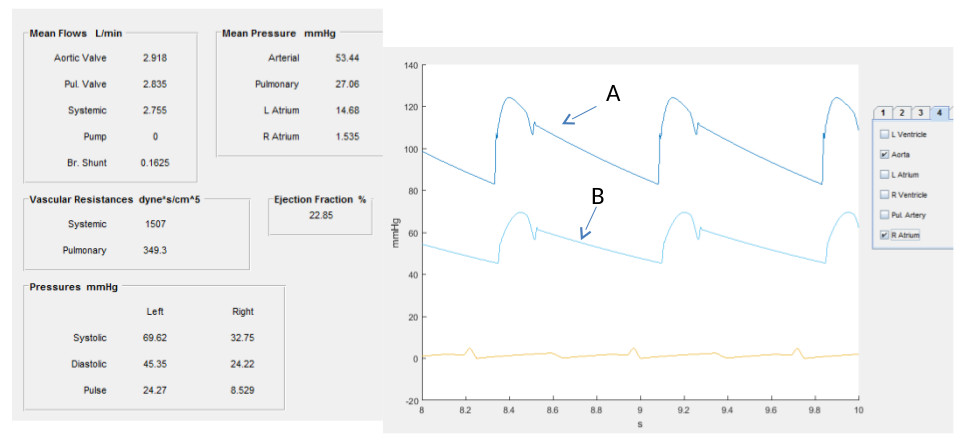 Mean Flows L/min
Aortic Valve 2.918
Pul. Valve 2.835
Systemic 2.755
Pump 0
Br. Shunt 0.1625
Mean Pressure mmHg
Arterial 53.44
Pulmonary 27.06
L Atrium 14.68
R Atrium 1.535
Vascular Resistances dyne*s/cm^5
Systemic 1507
Pulmonary 349.3
Ejection Fraction %
22.85
Pressures mmHg
Left Right
Systolic 69.62 32.75
Diastolic 45.35 24.22
Pulse 24.27 8.529
140
120
100
80
60
40
20
0
-20
mmHg
A
B
8 8.2 8.4 8.6 8.8 9 9.2 9.4 9.6 9.8 10
s
1 2 3 4
L Ventricle
Aorta
L Atrium
R Ventricle
Pul. Artery
R Atrium